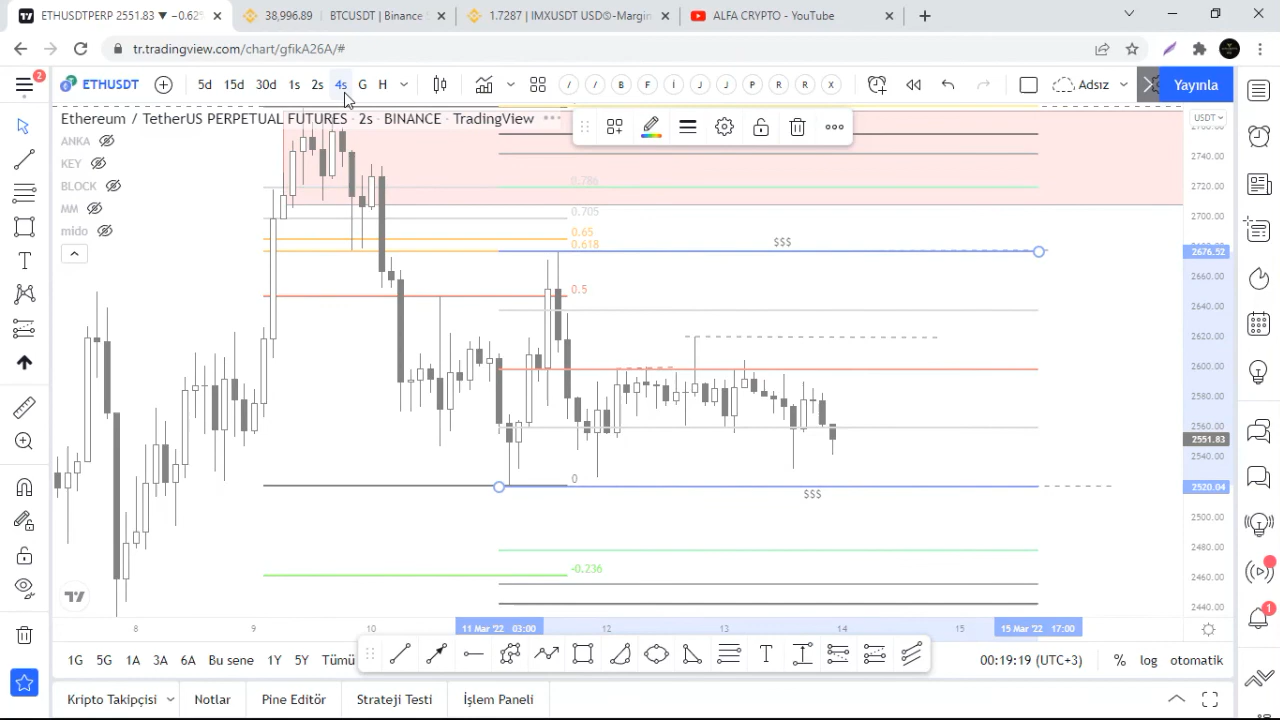 ETHUSDTPERP 2551.83 ▼ −0.62%
38,906.89 BTCUSDT | Binance S
1.7287 | IMXUSDT USD®-Margin
ALFA CRYPTO - YouTube
tr.tradingview.com/chart/gfikA26A/#
2
ETHUSDT
5d 15d 30d 1s 2s 4s G H
Adsız
Yayınla
Ethereum / TetherUS PERPETUAL FUTURES · 2s · BINANCE · TradingView
USDT
ANKA
KEY
BLOCK
MM
mido
0.786
0.705
0.65
0.618
$$$
0.5
0
$$$
-0.236
2740.00
2720.00
2700.00
2676.52
2660.00
2640.00
2620.00
2600.00
2580.00
2560.00
2551.83
2540.00
2520.04
2500.00
2480.00
2460.00
2440.00
8 9 10 11 Mar '22 03:00 12 13 14 15 15 Mar '22 17:00
1G 5G 1A 3A 6A Bu sene 1Y 5Y Tümü
00:19:19 (UTC+3) % log otomatik
Kripto Takipçisi Notlar Pine Editör Strateji Testi İşlem Paneli
1